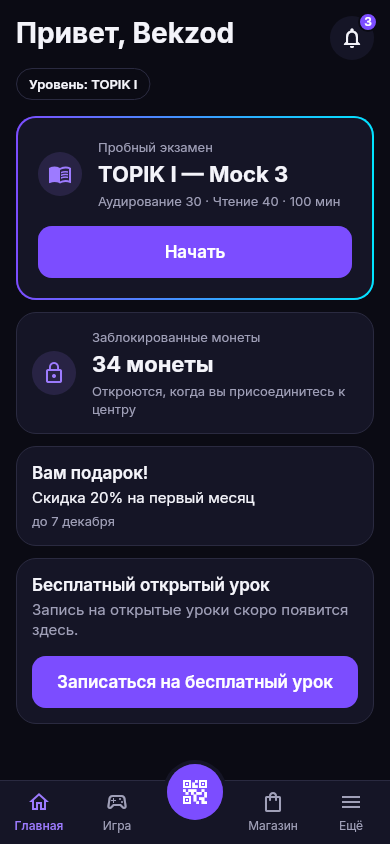 Привет, Bekzod
3
Уровень: TOPIK I
Пробный экзамен
TOPIK I — Mock 3
Аудирование 30 · Чтение 40 · 100 мин
Начать
Заблокированные монеты
34 монеты
Откроются, когда вы присоединитесь к
центру
Вам подарок!
Скидка 20% на первый месяц
до 7 декабря
Бесплатный открытый урок
Запись на открытые уроки скоро появится
здесь.
Записаться на бесплатный урок
Главная
Игра
Магазин
Ещё